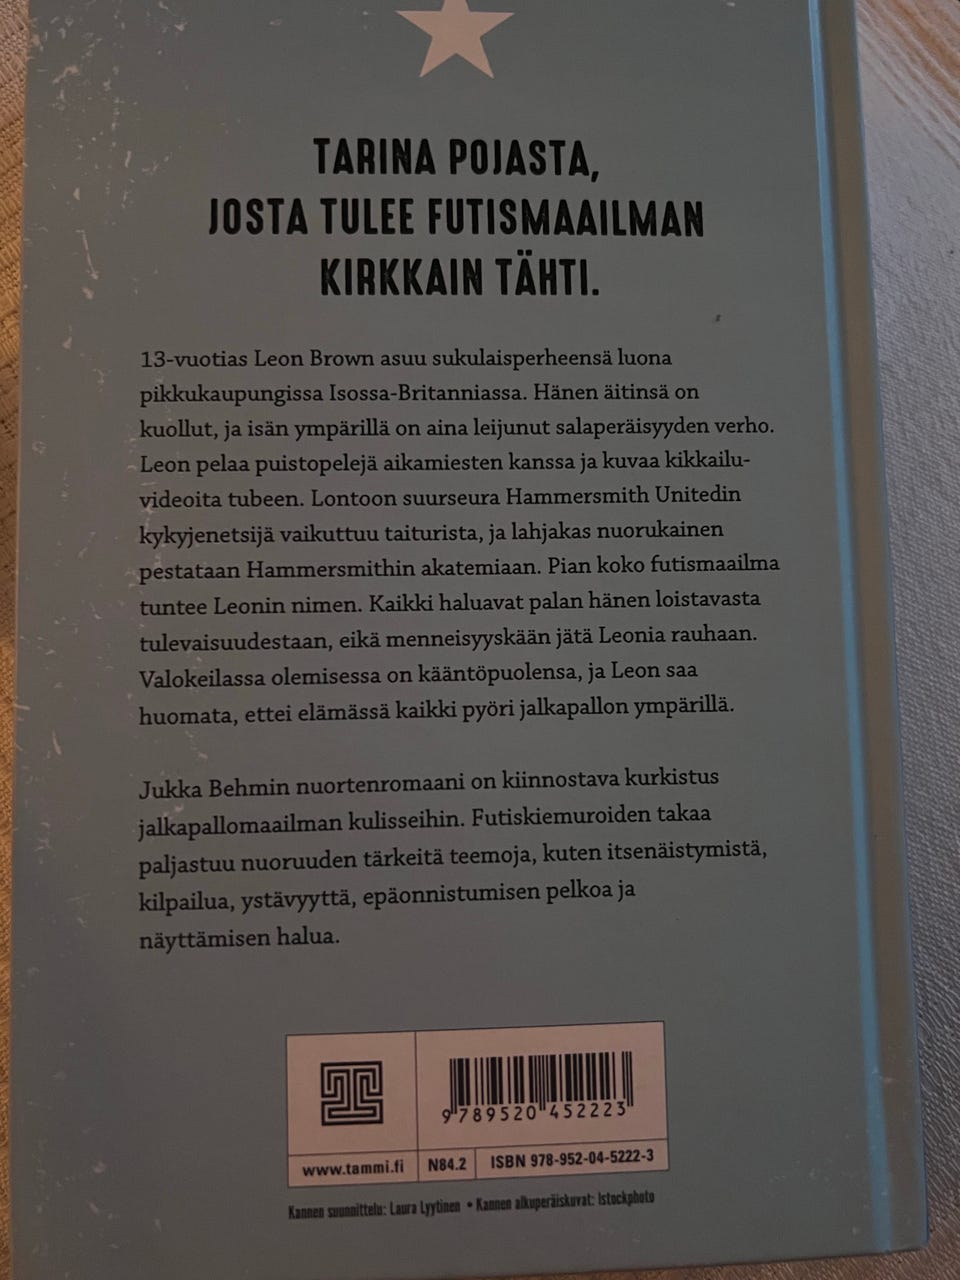 TARINA POJASTA,
JOSTA TULEE FUTISMAAILMAN
KIRKKAIN TÄHTI.
13-vuotias Leon Brown asuu sukulaisperheensä luona
pikkukaupungissa Isossa-Britanniassa. Hänen äitinsä on
kuollut, ja isän ympärillä on aina leijunut salaperäisyyden verho.
Leon pelaa puistopelejä aikamiesten kanssa ja kuvaa kikkailu-
videoita tubeen. Lontoon suurseura Hammersmith Unitedin
kykyjenetsijä vaikuttuu taiturista, ja lahjakas nuorukainen
pestataan Hammersmithin akatemiaan. Pian koko futismaailma
tuntee Leonin nimen. Kaikki haluavat palan hänen loistavasta
tulevaisuudestaan, eikä menneisyyskään jätä Leonia rauhaan.
Valokeilassa olemisessa on kääntöpuolensa, ja Leon saa
huomata, ettei elämässä kaikki pyöri jalkapallon ympärillä.
Jukka Behmin nuortenromaani on kiinnostava kurkistus
jalkapallomaailman kulisseihin. Futiskiemuroiden takaa
paljastuu nuoruuden tärkeitä teemoja, kuten itsenäistymistä,
kilpailua, ystävyyttä, epäonnistumisen pelkoa ja
näyttämisen halua.
9 789520 452223
www.tammi.fi N84.2 ISBN 978-952-04-5222-3
Kannen suunnittelu: Laura Lyytinen • Kannen alkuperäiskuvat: Istockphoto